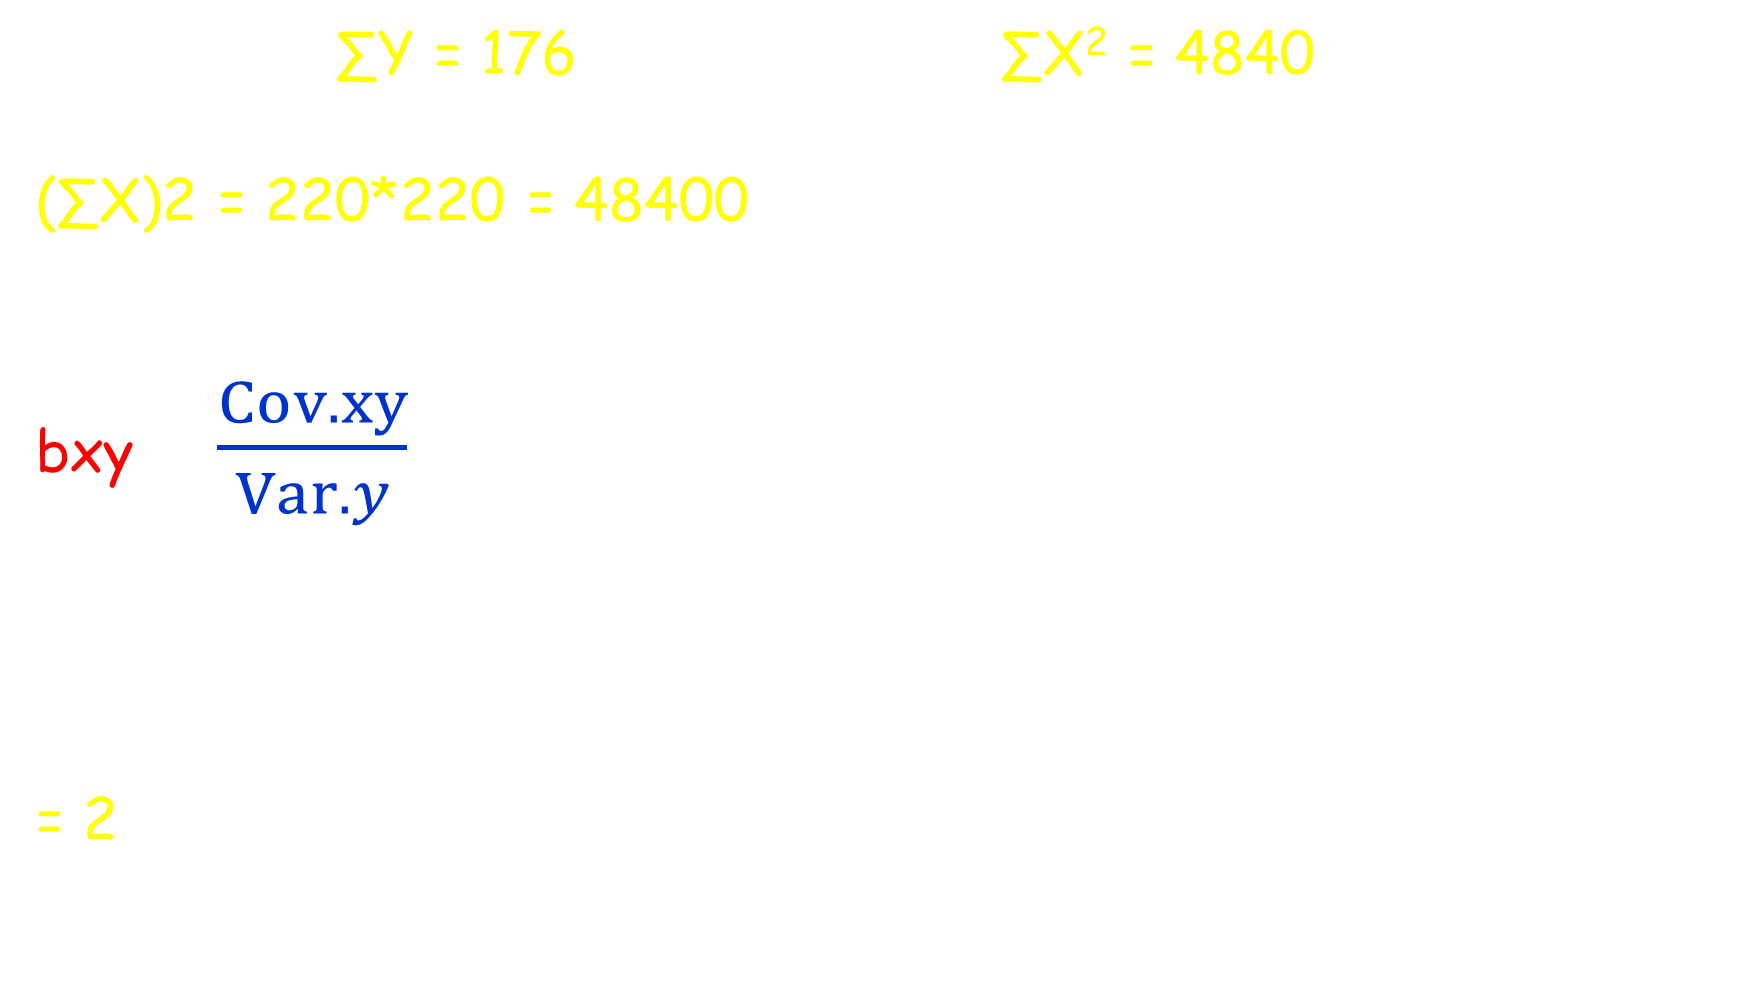 ∑Y = 176 ∑X² = 4840
(∑X)2 = 220*220 = 48400
bxy Cov.xy
Var.y
= 2